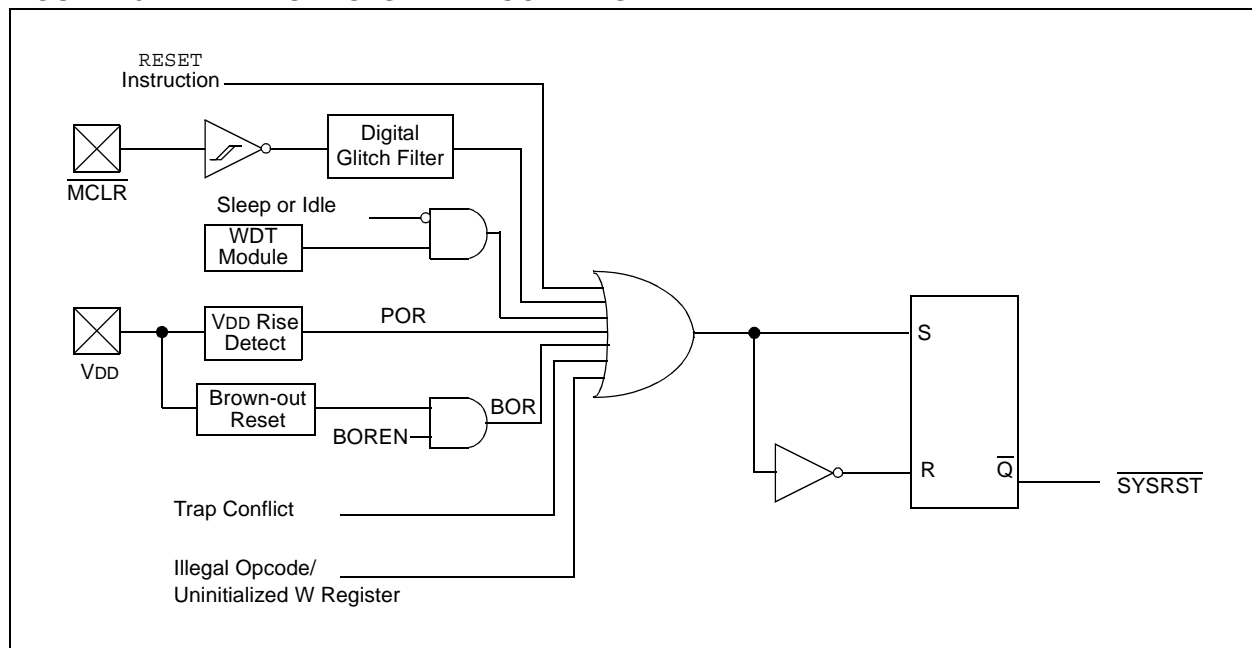 RESET
Instruction
Digital
Glitch Filter
MCLR
Sleep or Idle
WDT
Module
VDD
VDD Rise
Detect
POR
Brown-out
Reset
BOREN
BOR
Trap Conflict
Illegal Opcode/
Uninitialized W Register
S
R
Q
SYSRST